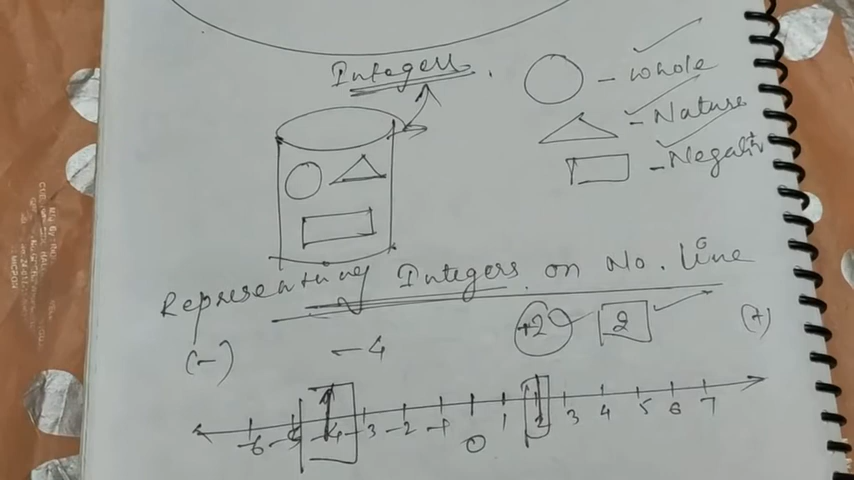 Integers.
- whole
- Nature
- Negativ
Representing Integers on No. line
(-) -4 +2 2 (+)
-6 -5 -4 -3 -2 -1 0 1 2 3 4 5 6 7